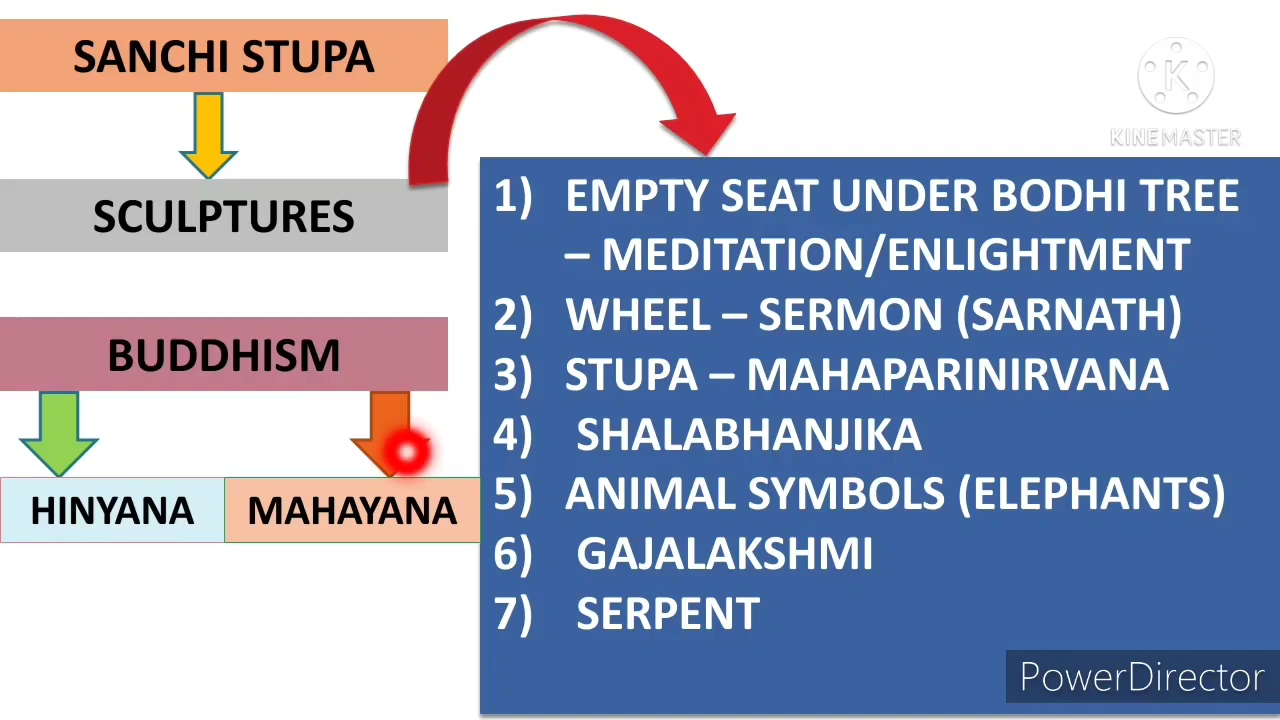 SANCHI STUPA
SCULPTURES
BUDDHISM
HINYANA
MAHAYANA
1) EMPTY SEAT UNDER BODHI TREE
– MEDITATION/ENLIGHTMENT
2) WHEEL – SERMON (SARNATH)
3) STUPA – MAHAPARINIRVANA
4) SHALABHANJIKA
5) ANIMAL SYMBOLS (ELEPHANTS)
6) GAJALAKSHMI
7) SERPENT
K
KINEMASTER
PowerDirector